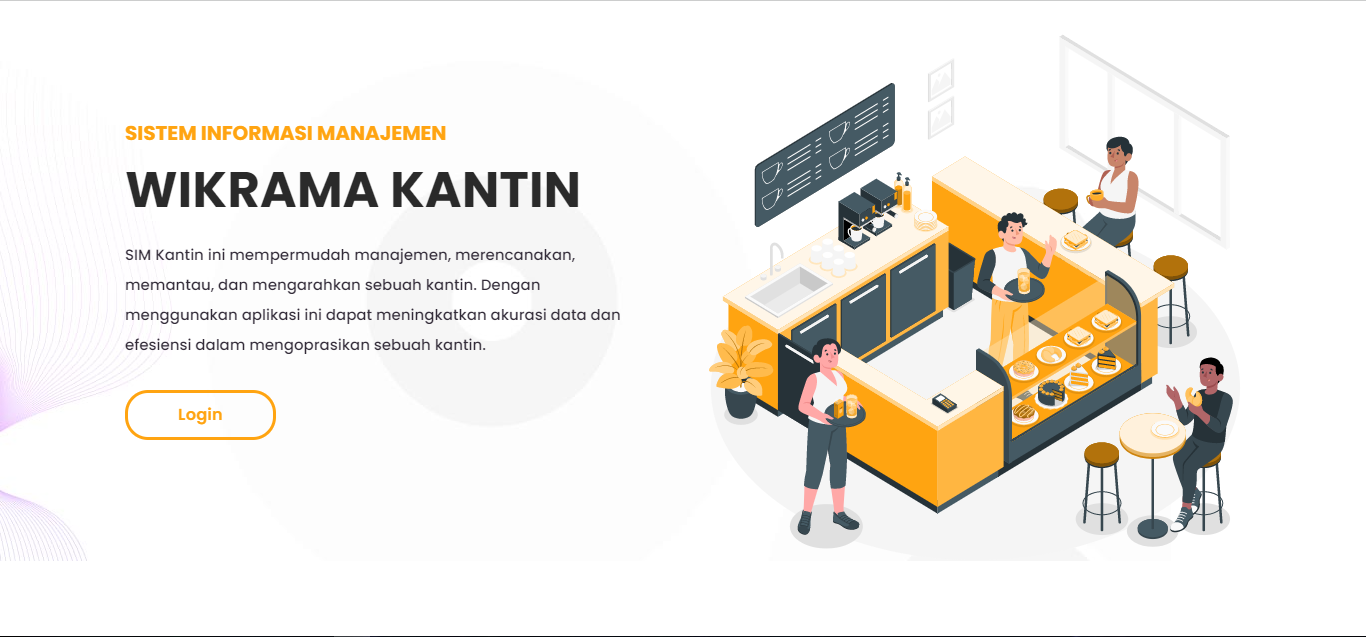 SISTEM INFORMASI MANAJEMEN
WIKRAMA KANTIN
SIM Kantin ini mempermudah manajemen, merencanakan,
memantau, dan mengarahkan sebuah kantin. Dengan
menggunakan aplikasi ini dapat meningkatkan akurasi data dan
efesiensi dalam mengoprasikan sebuah kantin.
Login